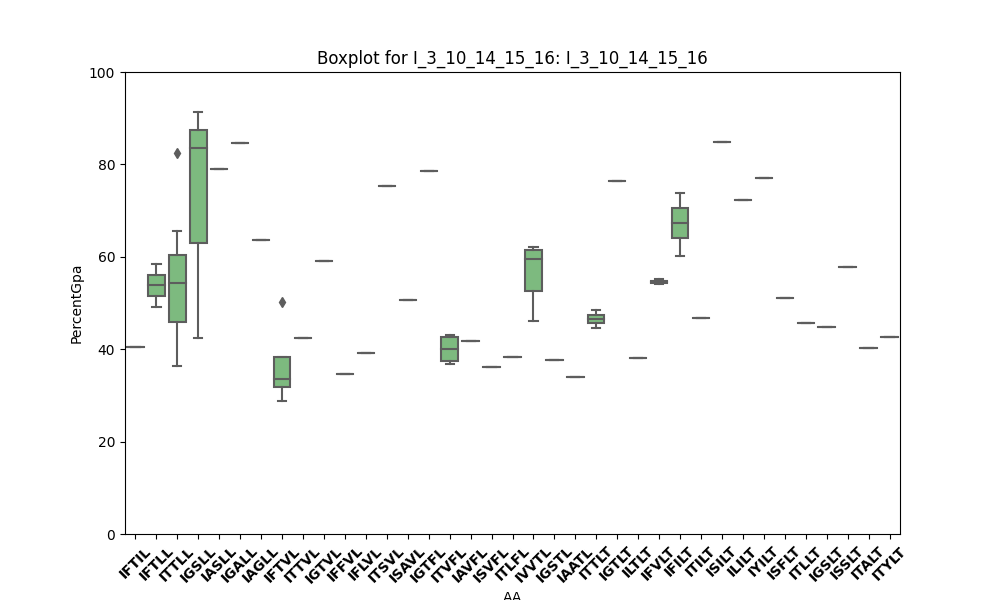 Boxplot for I_3_10_14_15_16: I_3_10_14_15_16
PercentGpa
100
80
60
40
20
0
IFTIL
IFTLL
ITTLL
IGSLL
IASLL
IGALL
IAGLL
IFTVL
ITTVL
IGTVL
IFFVL
IFLVL
ITSVL
ISAVL
IGTFL
ITVFL
IAVFL
ISVFL
ITLFL
IVVTL
IGSTL
IAATL
ITTLT
IGTLT
ILTLT
IFVLT
IFILT
ITILT
ISILT
ILILT
IYILT
ISFLT
ITLLT
IGSLT
ISSLT
ITALT
ITYLT
AA